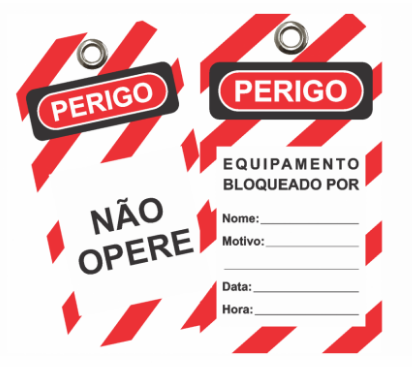 PERIGO
NÃO
OPERE
PERIGO
EQUIPAMENTO
BLOQUEADO POR
Nome:
Motivo:
Data:
Hora: